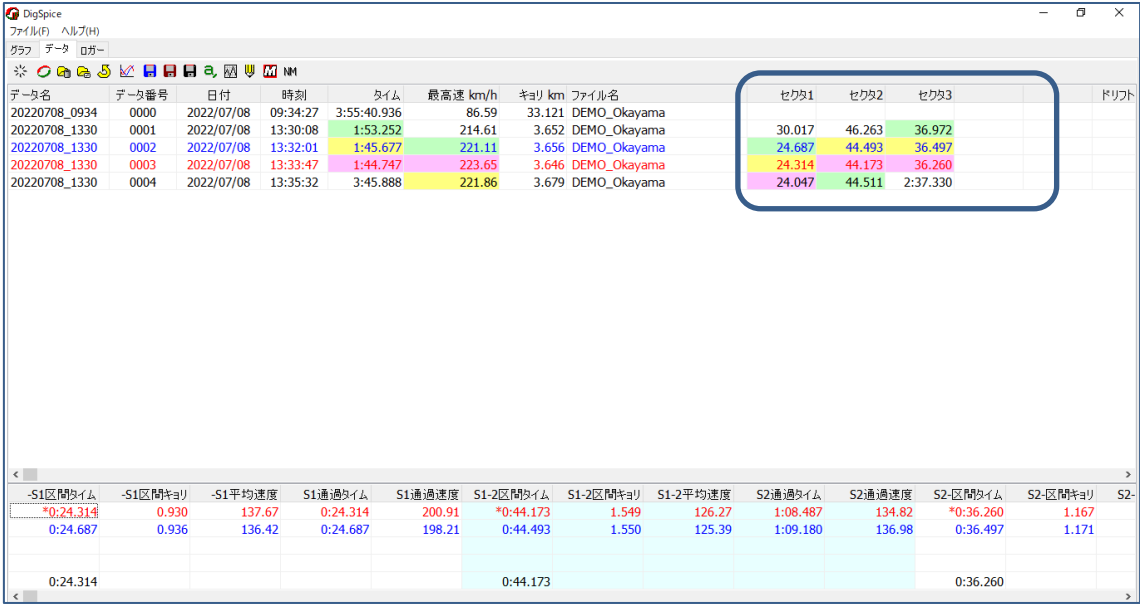 DigSpice
ファイル(F) ヘルプ(H)
グラフ データ ロガー
a, NM
データ名 データ番号 日付 時刻 タイム 最高速 km/h キョリ km ファイル名 セクタ1 セクタ2 セクタ3 ドリフト
20220708_0934 0000 2022/07/08 09:34:27 3:55:40.936 86.59 33.121 DEMO_Okayama
20220708_1330 0001 2022/07/08 13:30:08 1:53.252 214.61 3.652 DEMO_Okayama 30.017 46.263 36.972
20220708_1330 0002 2022/07/08 13:32:01 1:45.677 221.11 3.656 DEMO_Okayama 24.687 44.493 36.497
20220708_1330 0003 2022/07/08 13:33:47 1:44.747 223.65 3.646 DEMO_Okayama 24.314 44.173 36.260
20220708_1330 0004 2022/07/08 13:35:32 3:45.888 221.86 3.679 DEMO_Okayama 24.047 44.511 2:37.330
-S1区間タイム -S1区間キョリ -S1平均速度 S1通過タイム S1通過速度 S1-2区間タイム S1-2区間キョリ S1-2平均速度 S2通過タイム S2通過速度 S2-区間タイム S2-区間キョリ S2-
*0:24.314 0.930 137.67 0:24.314 200.91 *0:44.173 1.549 126.27 1:08.487 134.82 *0:36.260 1.167
0:24.687 0.936 136.42 0:24.687 198.21 0:44.493 1.550 125.39 1:09.180 136.98 0:36.497 1.171
0:24.314 0:44.173 0:36.260